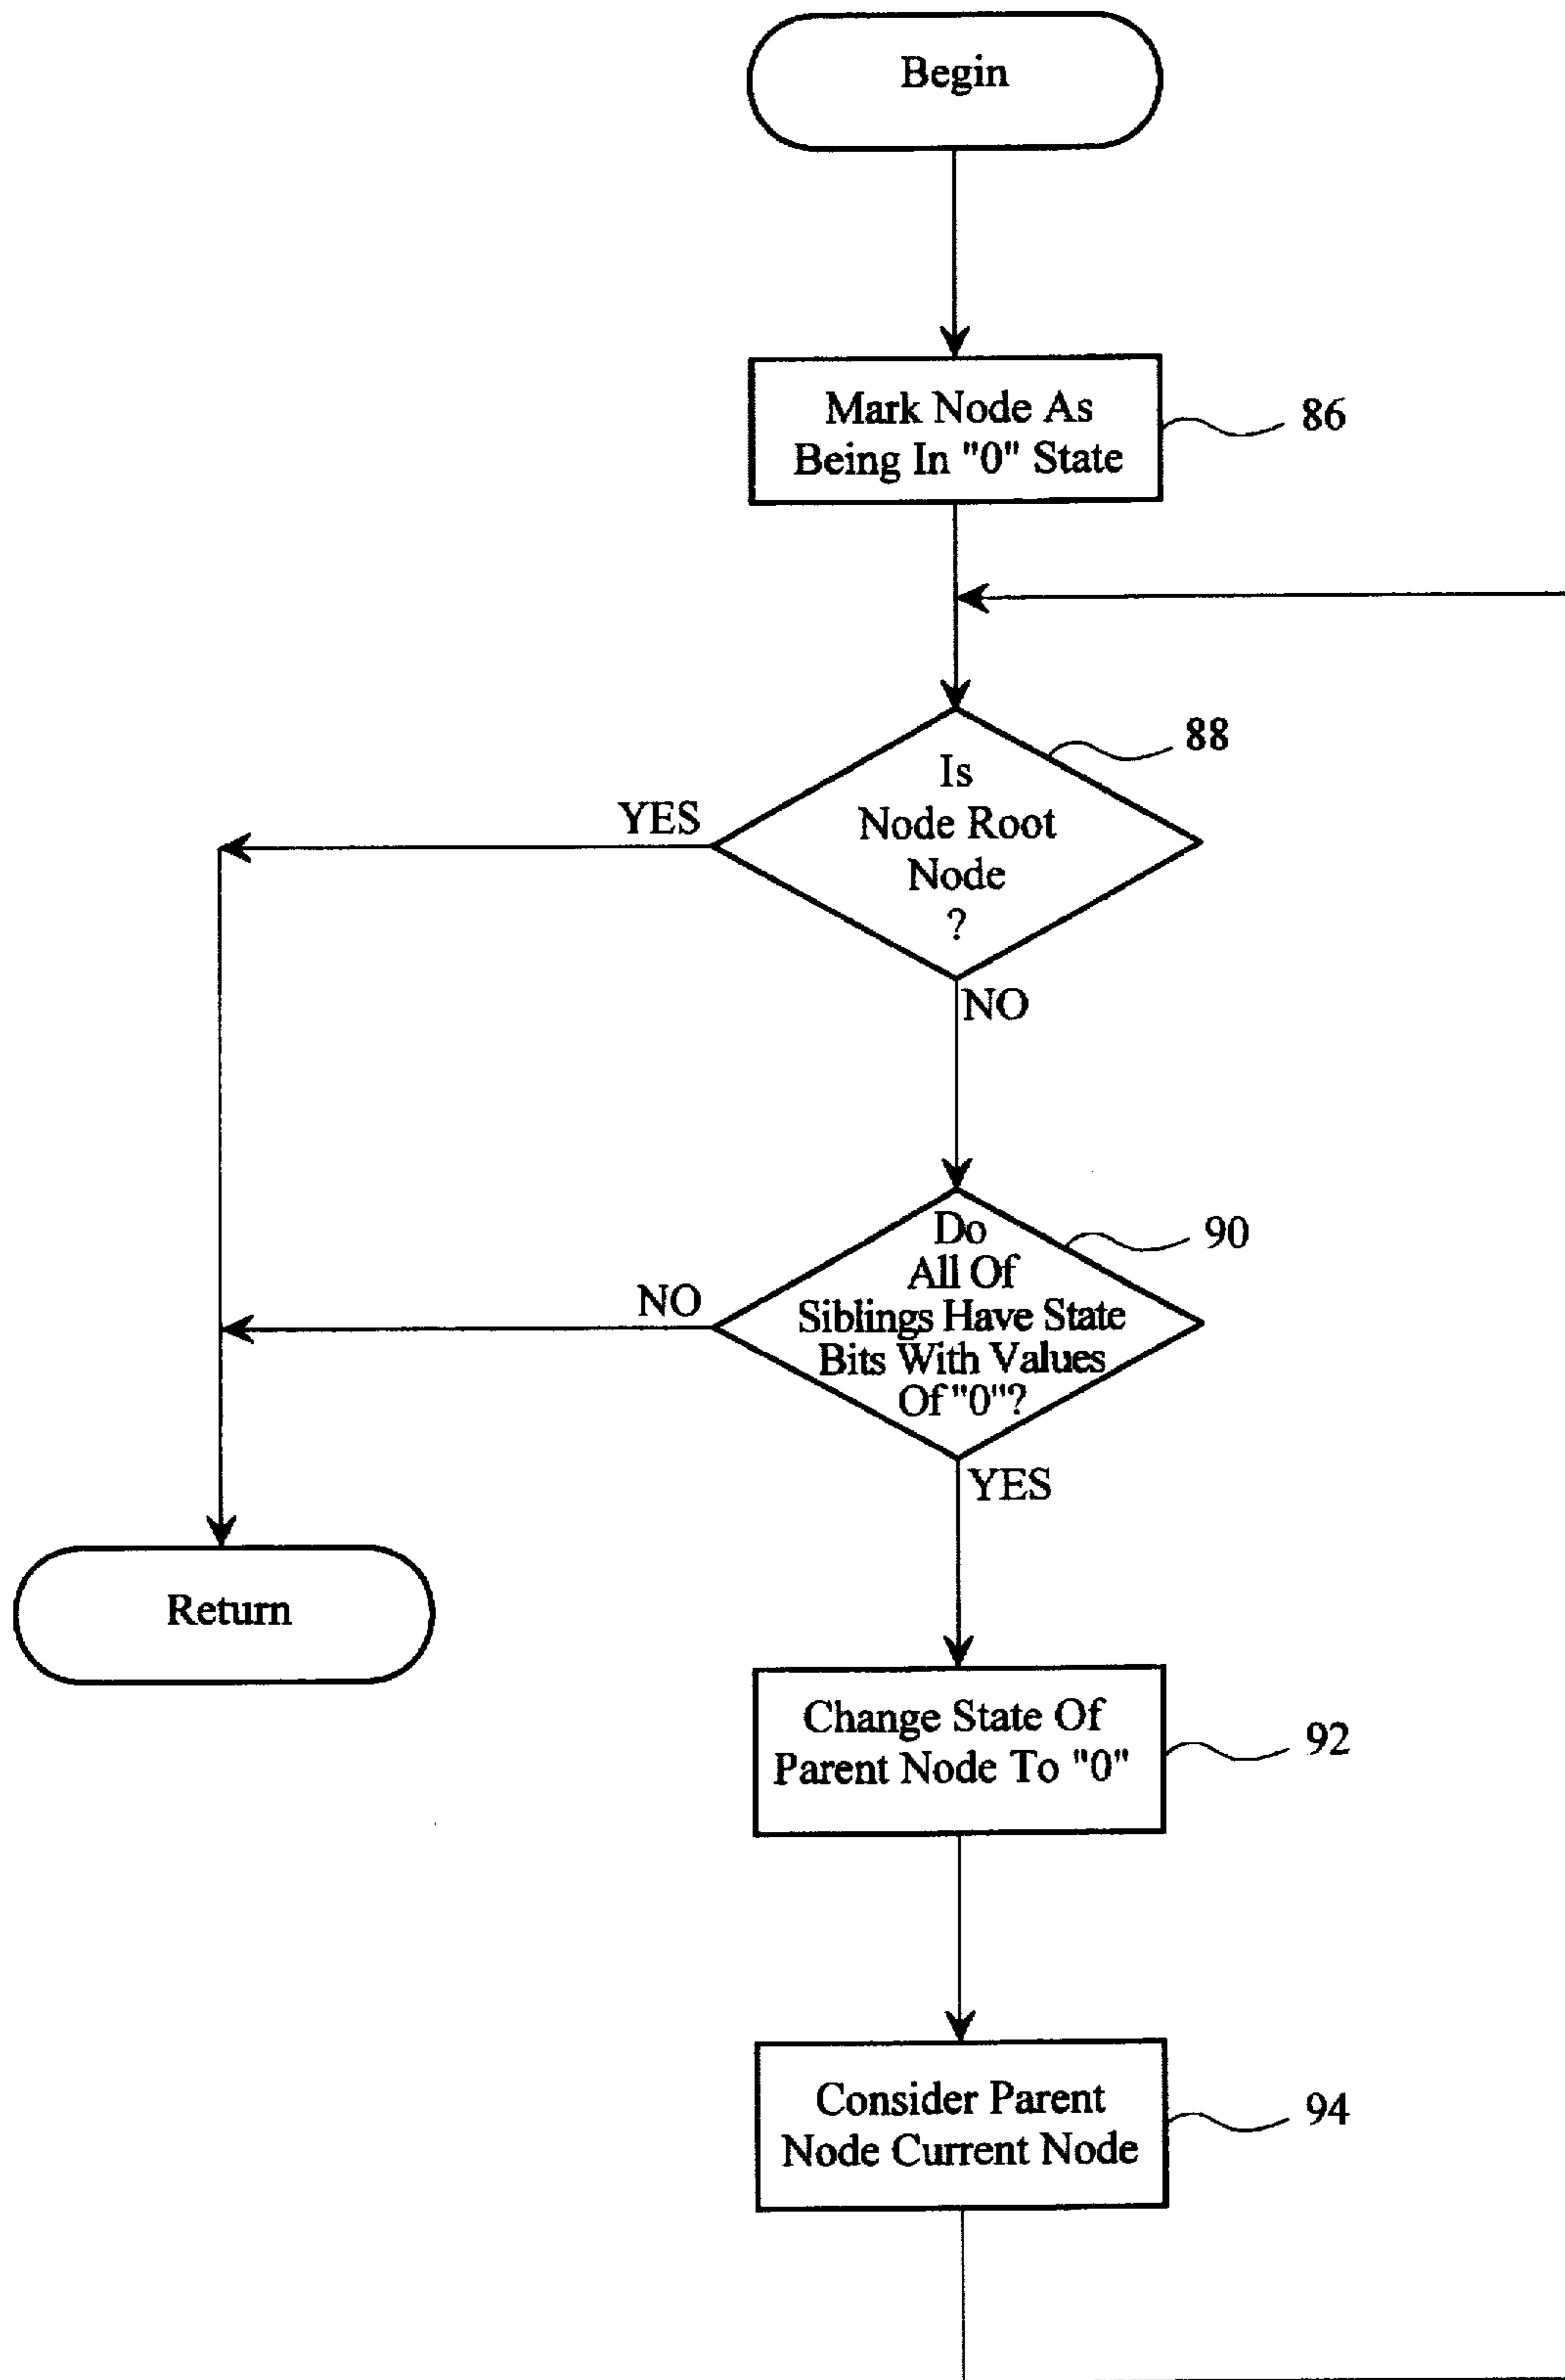 Begin
Mark Node As
Being In "0" State
86
88
Is
Node Root
Node
?
YES
NO
90
Do
All Of
Siblings Have State
Bits With Values
Of "0"?
NO
YES
Return
Change State Of
Parent Node To "0"
92
Consider Parent
Node Current Node
94